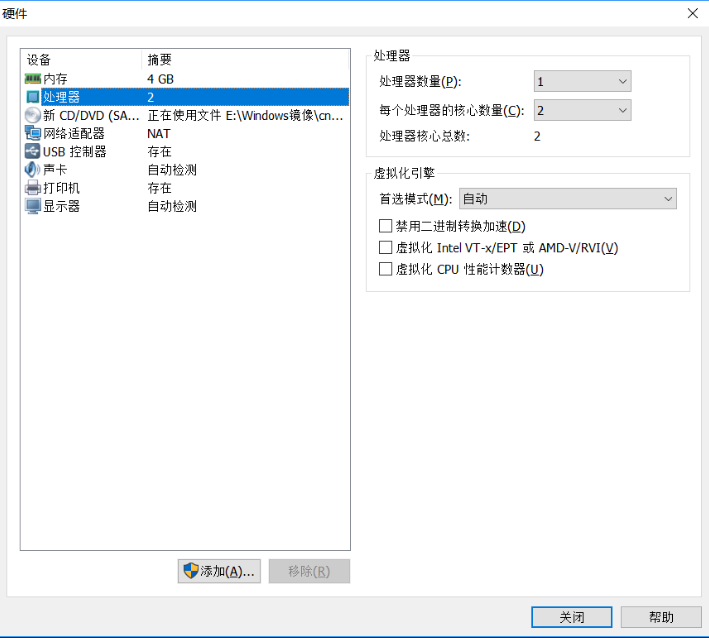 硬件
设备 摘要
内存 4 GB
处理器 2
新 CD/DVD (SA... 正在使用文件 E:\Windows镜像\cn...
网络适配器 NAT
USB 控制器 存在
声卡 自动检测
打印机 存在
显示器 自动检测
添加(A)...
移除(R)
处理器
处理器数量(P): 1
每个处理器的核心数量(C): 2
处理器核心总数: 2
虚拟化引擎
首选模式(M): 自动
禁用二进制转换加速(D)
虚拟化 Intel VT-x/EPT 或 AMD-V/RVI(V)
虚拟化 CPU 性能计数器(U)
关闭
帮助